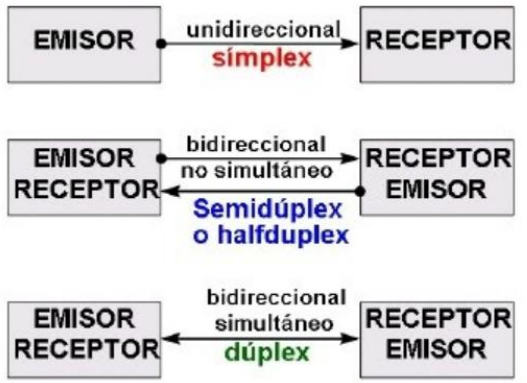 EMISOR
unidireccional
símplex
RECEPTOR
EMISOR
RECEPTOR
bidireccional
no simultáneo
Semidúplex
o halfduplex
RECEPTOR
EMISOR
EMISOR
RECEPTOR
bidireccional
simultáneo
dúplex
RECEPTOR
EMISOR